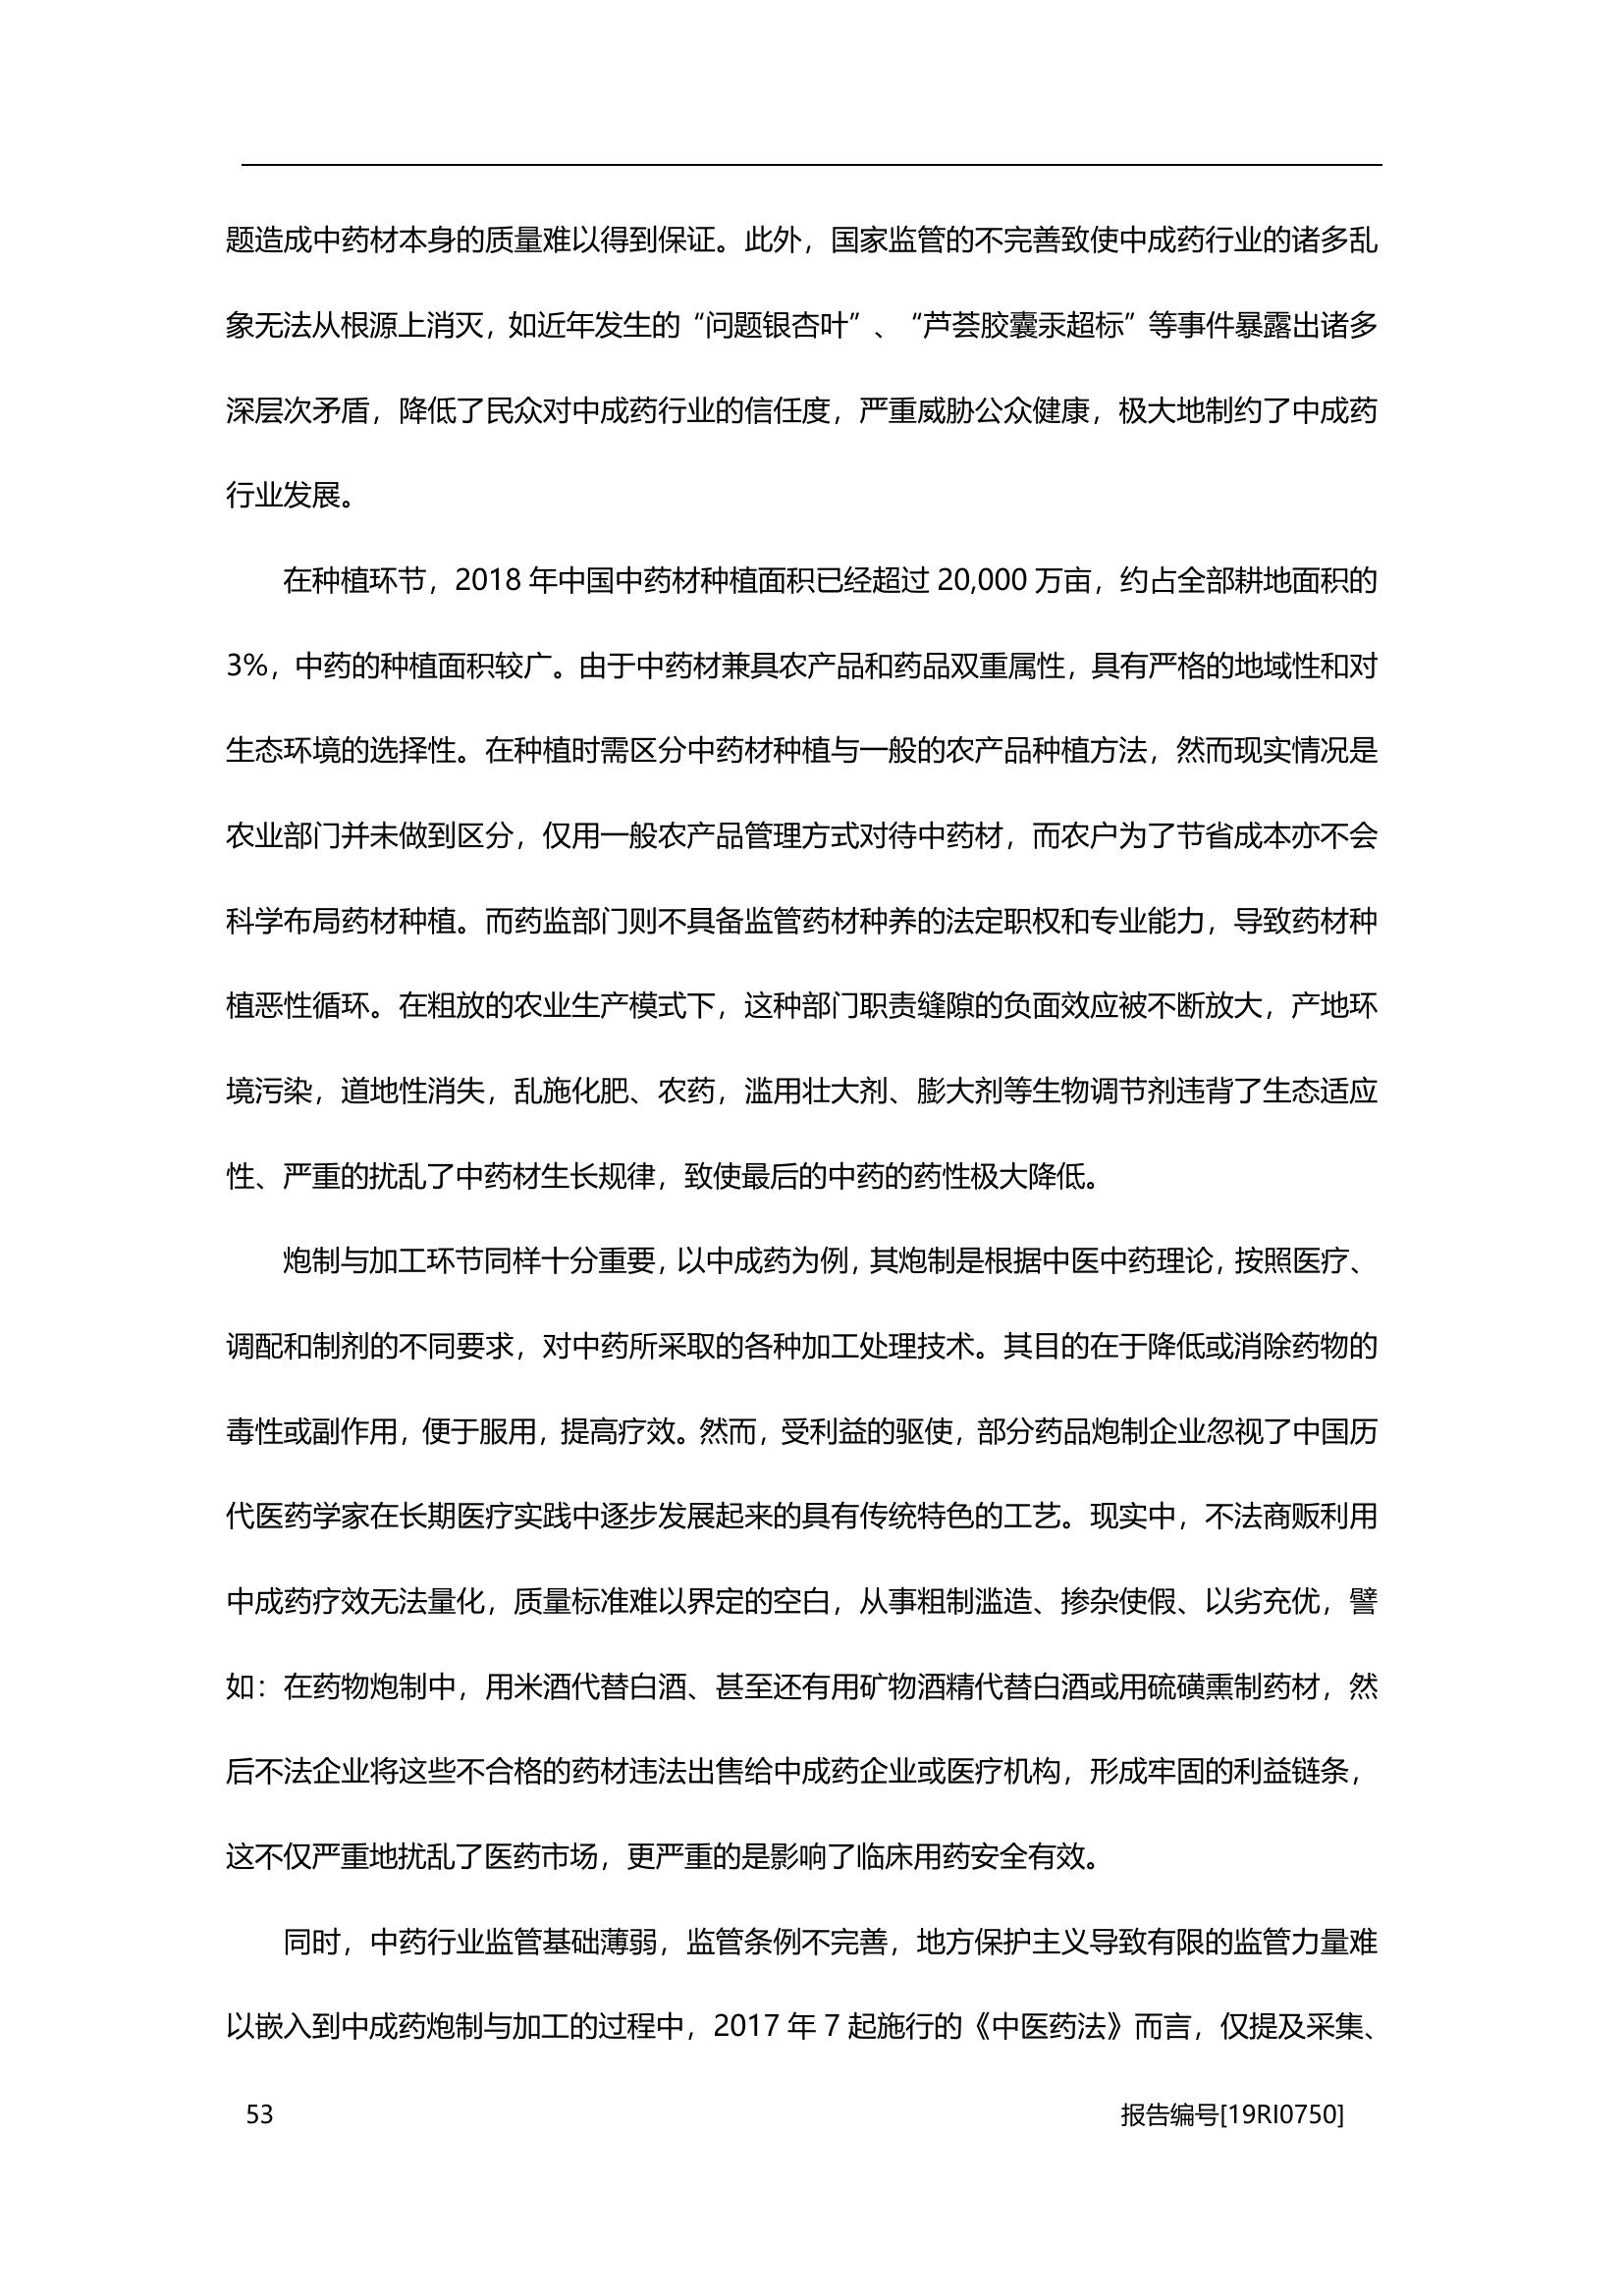 题造成中药材本身的质量难以得到保证。此外，国家监管的不完善致使中成药行业的诸多乱
象无法从根源上消灭，如近年发生的“问题银杏叶”、“芦荟胶囊汞超标”等事件暴露出诸多
深层次矛盾，降低了民众对中成药行业的信任度，严重威胁公众健康，极大地制约了中成药
行业发展。
在种植环节，2018 年中国中药材种植面积已经超过 20,000 万亩，约占全部耕地面积的
3%，中药的种植面积较广。由于中药材兼具农产品和药品双重属性，具有严格的地域性和对
生态环境的选择性。在种植时需区分中药材种植与一般的农产品种植方法，然而现实情况是
农业部门并未做到区分，仅用一般农产品管理方式对待中药材，而农户为了节省成本亦不会
科学布局药材种植。而药监部门则不具备监管药材种养的法定职权和专业能力，导致药材种
植恶性循环。在粗放的农业生产模式下，这种部门职责缝隙的负面效应被不断放大，产地环
境污染，道地性消失，乱施化肥、农药，滥用壮大剂、膨大剂等生物调节剂违背了生态适应
性、严重的扰乱了中药材生长规律，致使最后的中药的药性极大降低。
炮制与加工环节同样十分重要，以中成药为例，其炮制是根据中医中药理论，按照医疗、
调配和制剂的不同要求，对中药所采取的各种加工处理技术。其目的在于降低或消除药物的
毒性或副作用，便于服用，提高疗效。然而，受利益的驱使，部分药品炮制企业忽视了中国历
代医药学家在长期医疗实践中逐步发展起来的具有传统特色的工艺。现实中，不法商贩利用
中成药疗效无法量化，质量标准难以界定的空白，从事粗制滥造、掺杂使假、以劣充优，譬
如：在药物炮制中，用米酒代替白酒、甚至还有用矿物酒精代替白酒或用硫磺熏制药材，然
后不法企业将这些不合格的药材违法出售给中成药企业或医疗机构，形成牢固的利益链条，
这不仅严重地扰乱了医药市场，更严重的是影响了临床用药安全有效。
同时，中药行业监管基础薄弱，监管条例不完善，地方保护主义导致有限的监管力量难
以嵌入到中成药炮制与加工的过程中，2017 年 7 起施行的《中医药法》而言，仅提及采集、
53 报告编号[19RI0750]